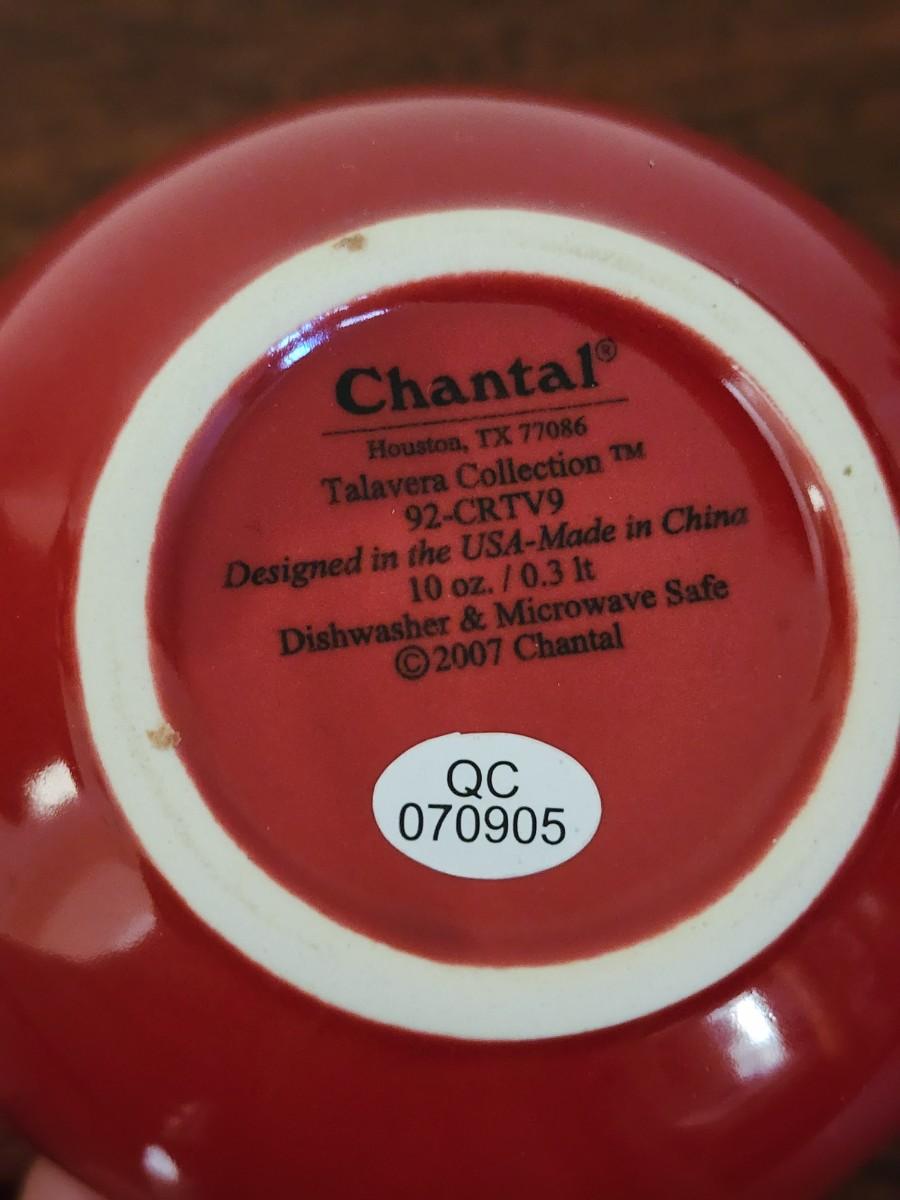 Chantal®
Houston, TX 77086
Talavera Collection ™
92-CRTV9
Designed in the USA-Made in China
10 oz. / 0.3 lt
Dishwasher & Microwave Safe
©2007 Chantal
QC
070905